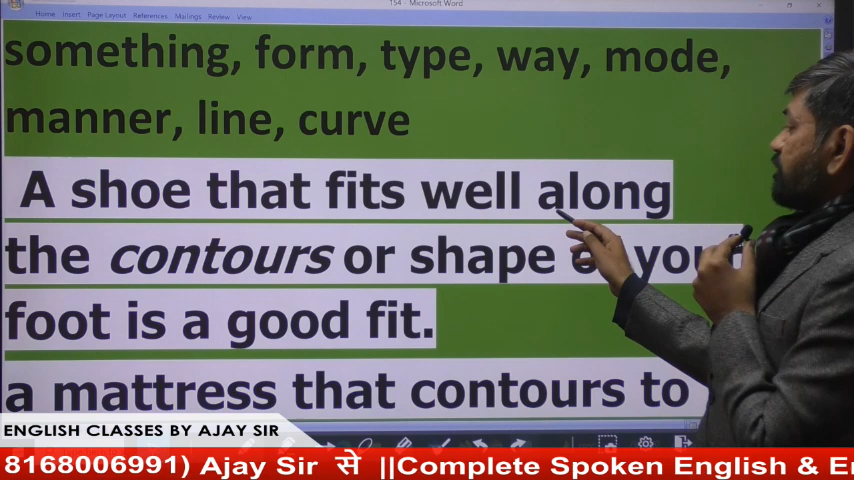 154 - Microsoft Word
Home Insert Page Layout References Mailings Review View
something, form, type, way, mode,
manner, line, curve
A shoe that fits well along
the contours or shape of your
foot is a good fit.
a mattress that contours to
ENGLISH CLASSES BY AJAY SIR
8168006991) Ajay Sir से ||Complete Spoken English & En